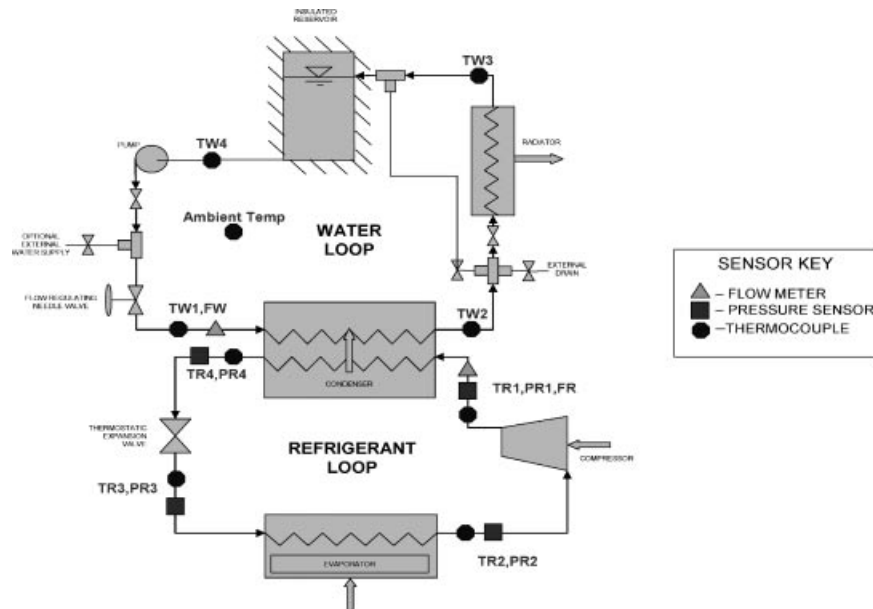 INSULATED
RESERVOIR
TW3
PUMP
TW4
RADIATOR
Ambient Temp
WATER
LOOP
OPTIONAL
EXTERNAL
WATER SUPPLY
EXTERNAL
DRAIN
FLOW REGULATING
NEEDLE VALVE
TW1,FW
TW2
SENSOR KEY
– FLOW METER
– PRESSURE SENSOR
–THERMOCOUPLE
TR4,PR4
CONDENSER
TR1,PR1,FR
THERMOSTATIC
EXPANSION
VALVE
REFRIGERANT
LOOP
COMPRESSOR
TR3,PR3
TR2,PR2
EVAPORATOR